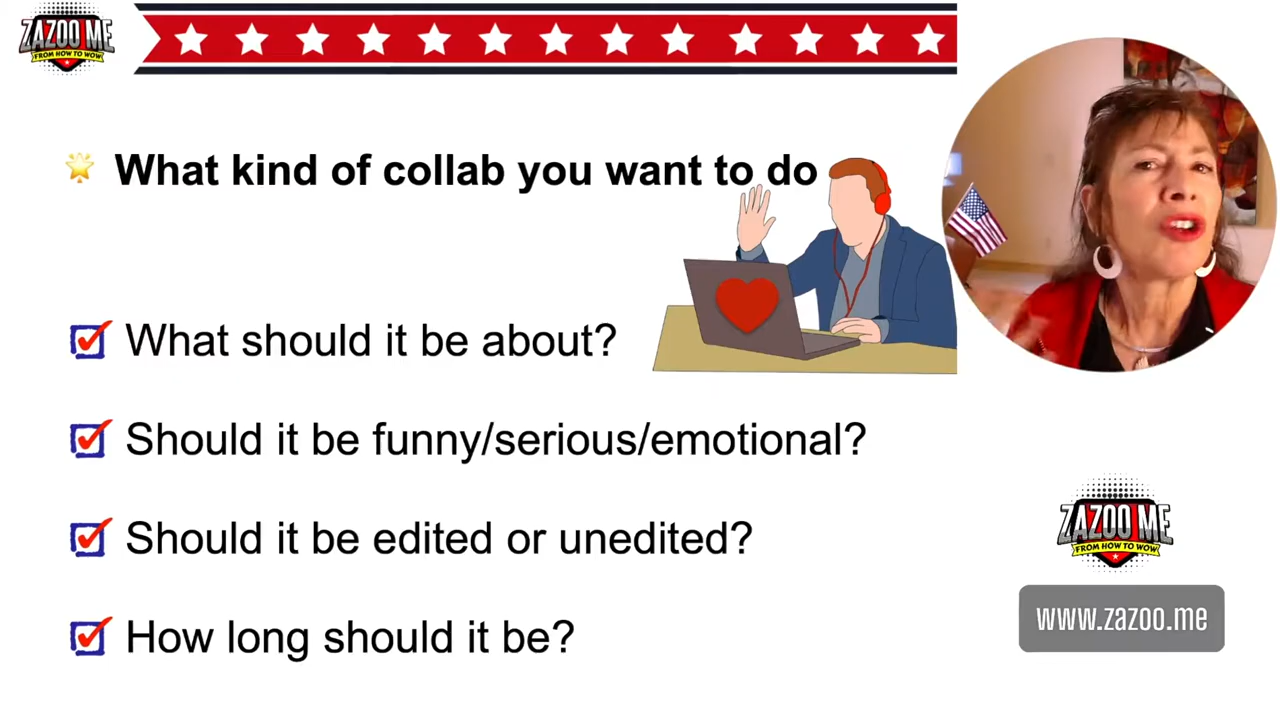 ZAZOO ME
FROM HOW TO WOW
What kind of collab you want to do
What should it be about?
Should it be funny/serious/emotional?
Should it be edited or unedited?
How long should it be?
ZAZOO ME
FROM HOW TO WOW
www.zazoo.me